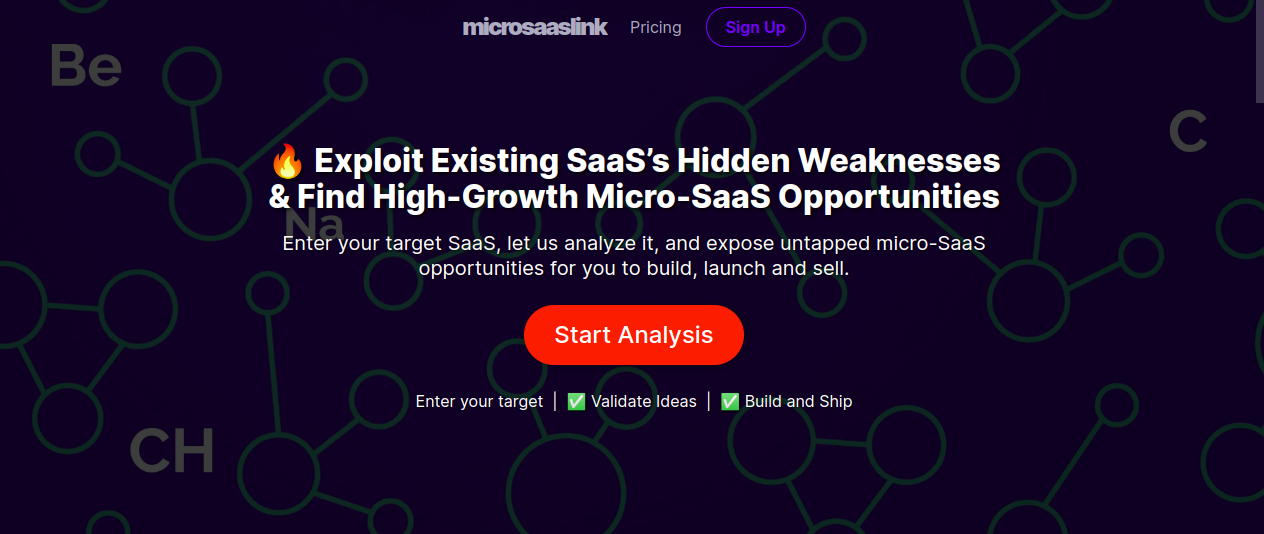 microsaaslink Pricing Sign Up
Be
C
🔥 Exploit Existing SaaS’s Hidden Weaknesses
& Find High-Growth Micro-SaaS Opportunities
Na
Enter your target SaaS, let us analyze it, and expose untapped micro-SaaS
opportunities for you to build, launch and sell.
Start Analysis
Enter your target | ✅ Validate Ideas | ✅ Build and Ship
CH